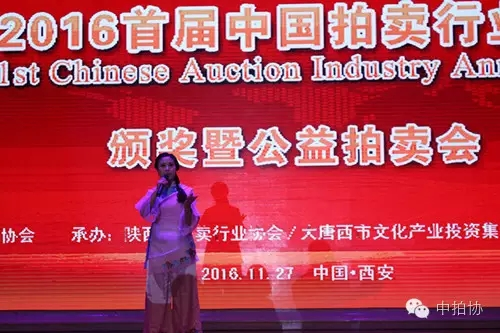 2016首届中国拍卖行业
1st Chinese Auction Industry Ann
颁奖暨公益拍卖会
协会 承办：陕西 卖行业协会/大唐西市文化产业投资集
2016.11.27 中国·西安
中拍协